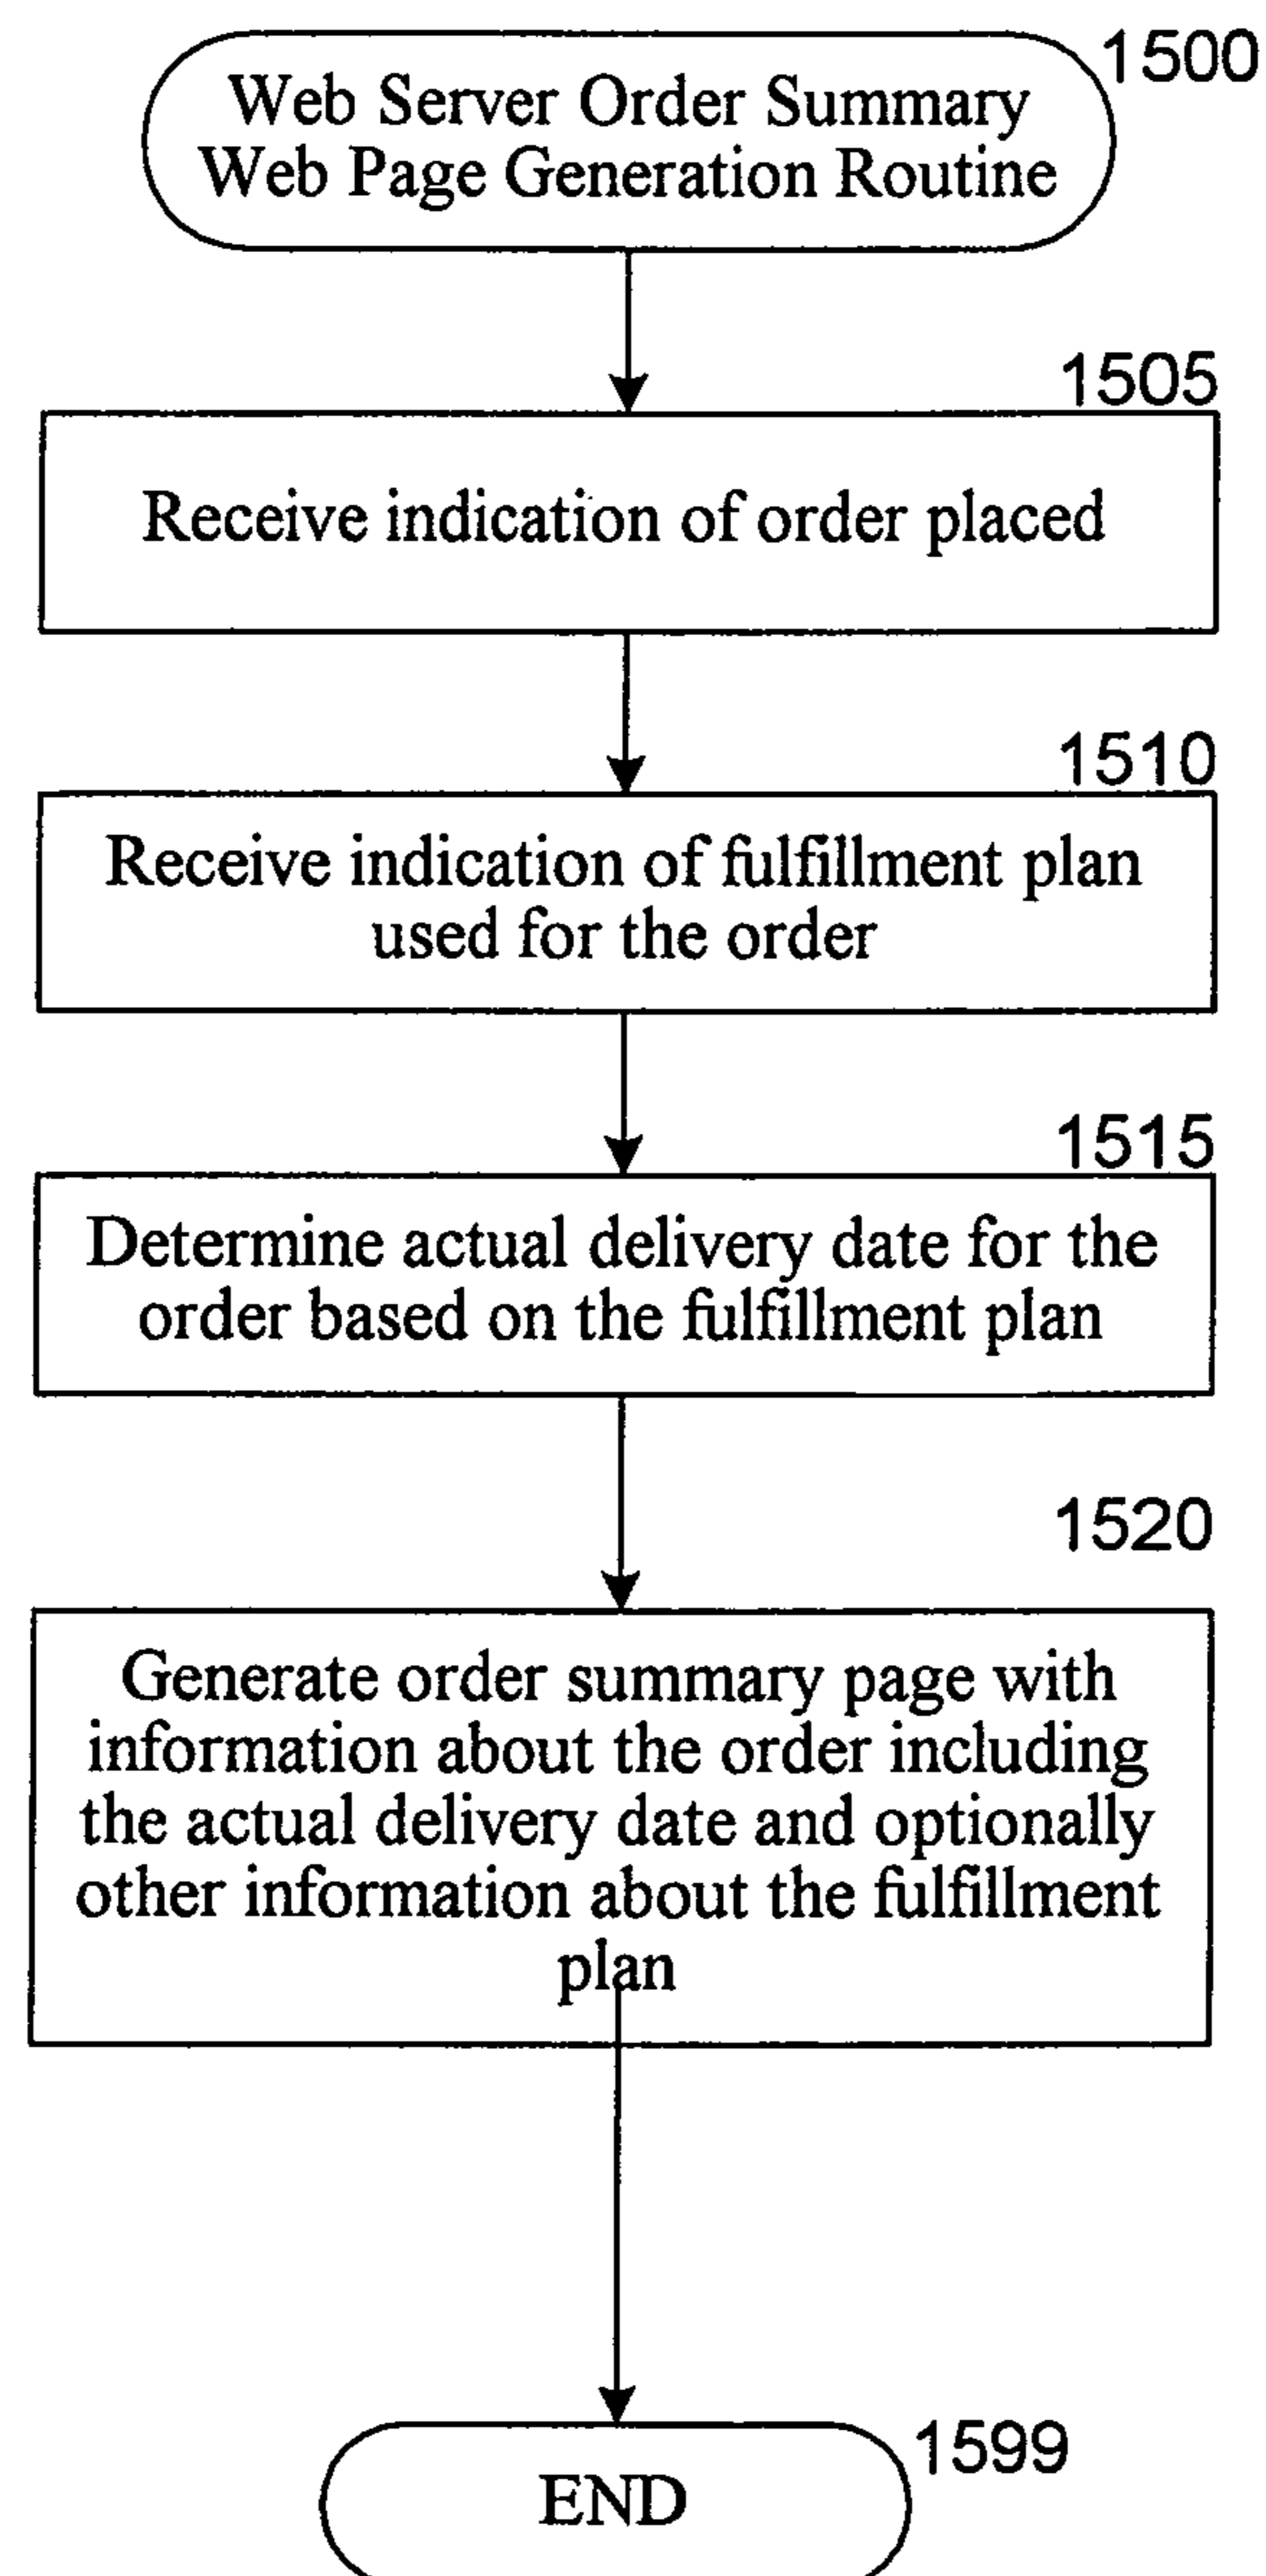 1500
Web Server Order Summary
Web Page Generation Routine
1505
Receive indication of order placed
1510
Receive indication of fulfillment plan
used for the order
1515
Determine actual delivery date for the
order based on the fulfillment plan
1520
Generate order summary page with
information about the order including
the actual delivery date and optionally
other information about the fulfillment
plan
1599
END